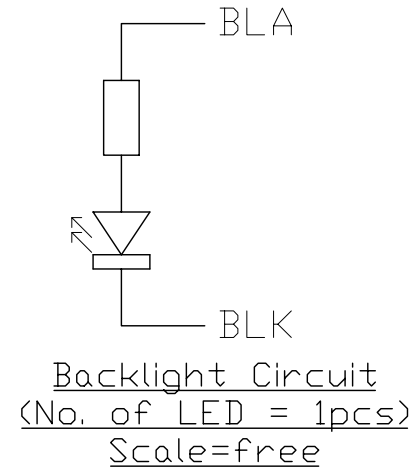 BLA
BLK
Backlight Circuit
(No. of LED = 1pcs)
Scale=free